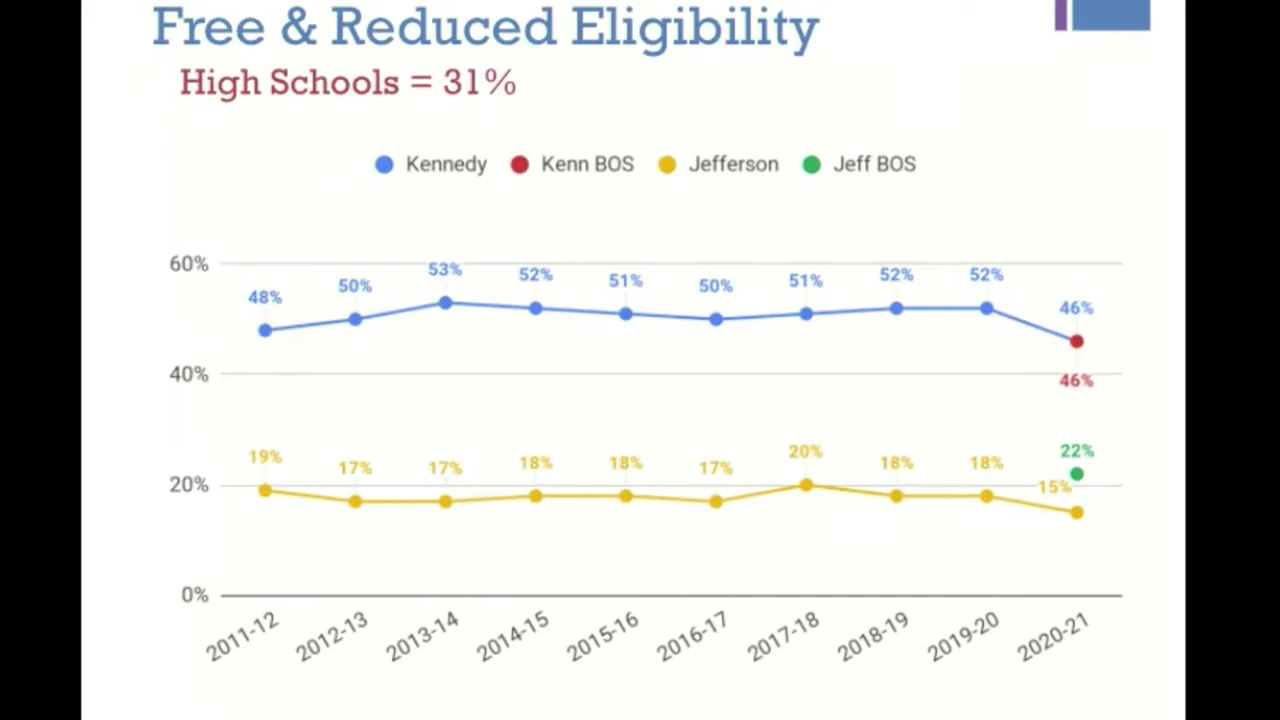 Free & Reduced Eligibility
High Schools = 31%
Kennedy Kenn BOS Jefferson Jeff BOS
60%
48% 50% 53% 52% 51% 50% 51% 52% 52% 46%
40%
46%
19% 17% 17% 18% 18% 17% 20% 18% 18% 22%
20%
15%
0%
2011-12 2012-13 2013-14 2014-15 2015-16 2016-17 2017-18 2018-19 2019-20 2020-21